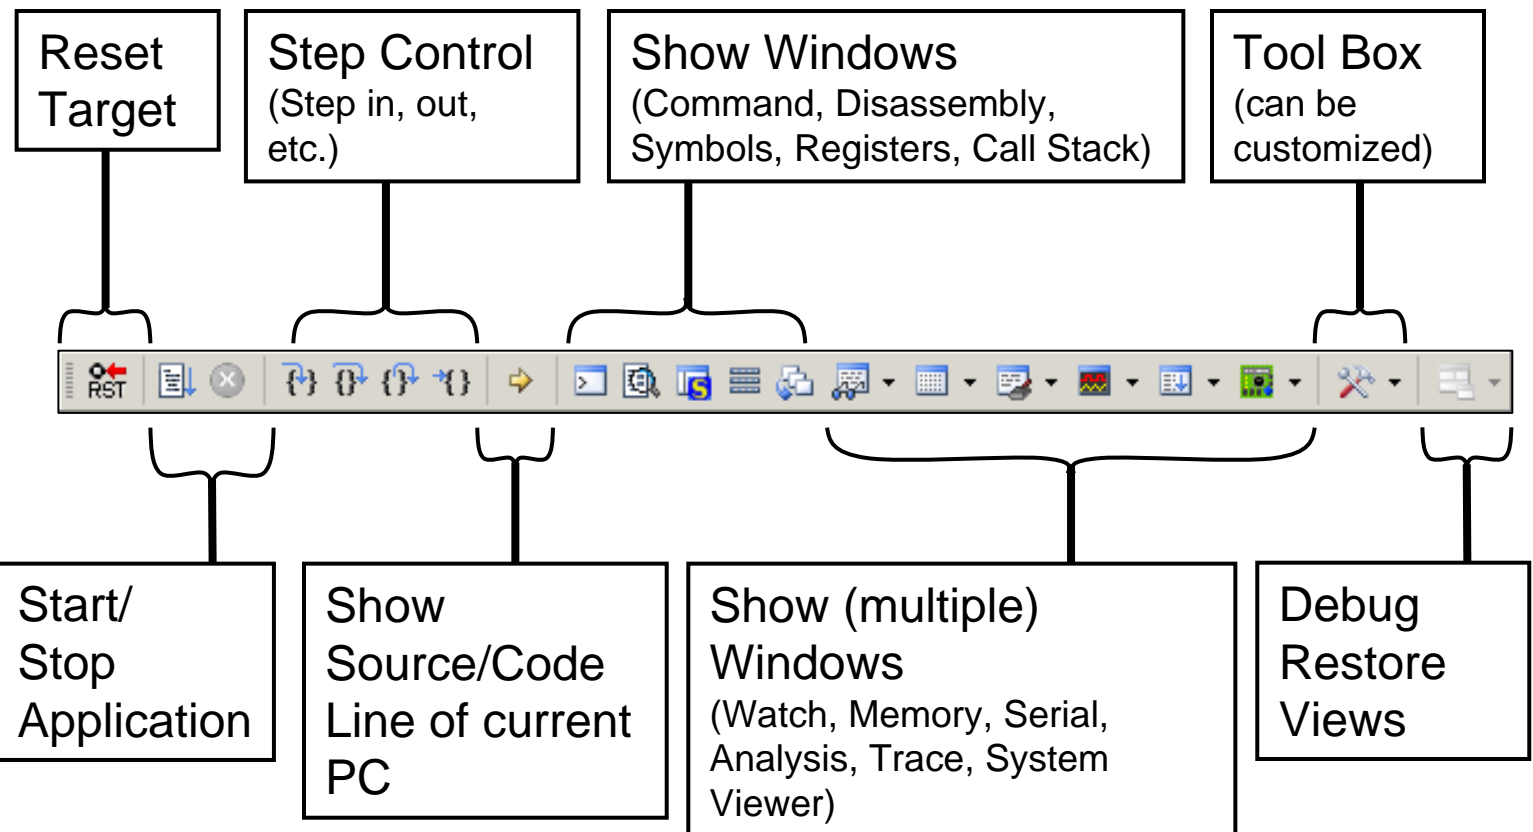 Reset
Target
Step Control
(Step in, out,
etc.)
Show Windows
(Command, Disassembly,
Symbols, Registers, Call Stack)
Tool Box
(can be
customized)
RST
Start/
Stop
Application
Show
Source/Code
Line of current
PC
Show (multiple)
Windows
(Watch, Memory, Serial,
Analysis, Trace, System
Viewer)
Debug
Restore
Views